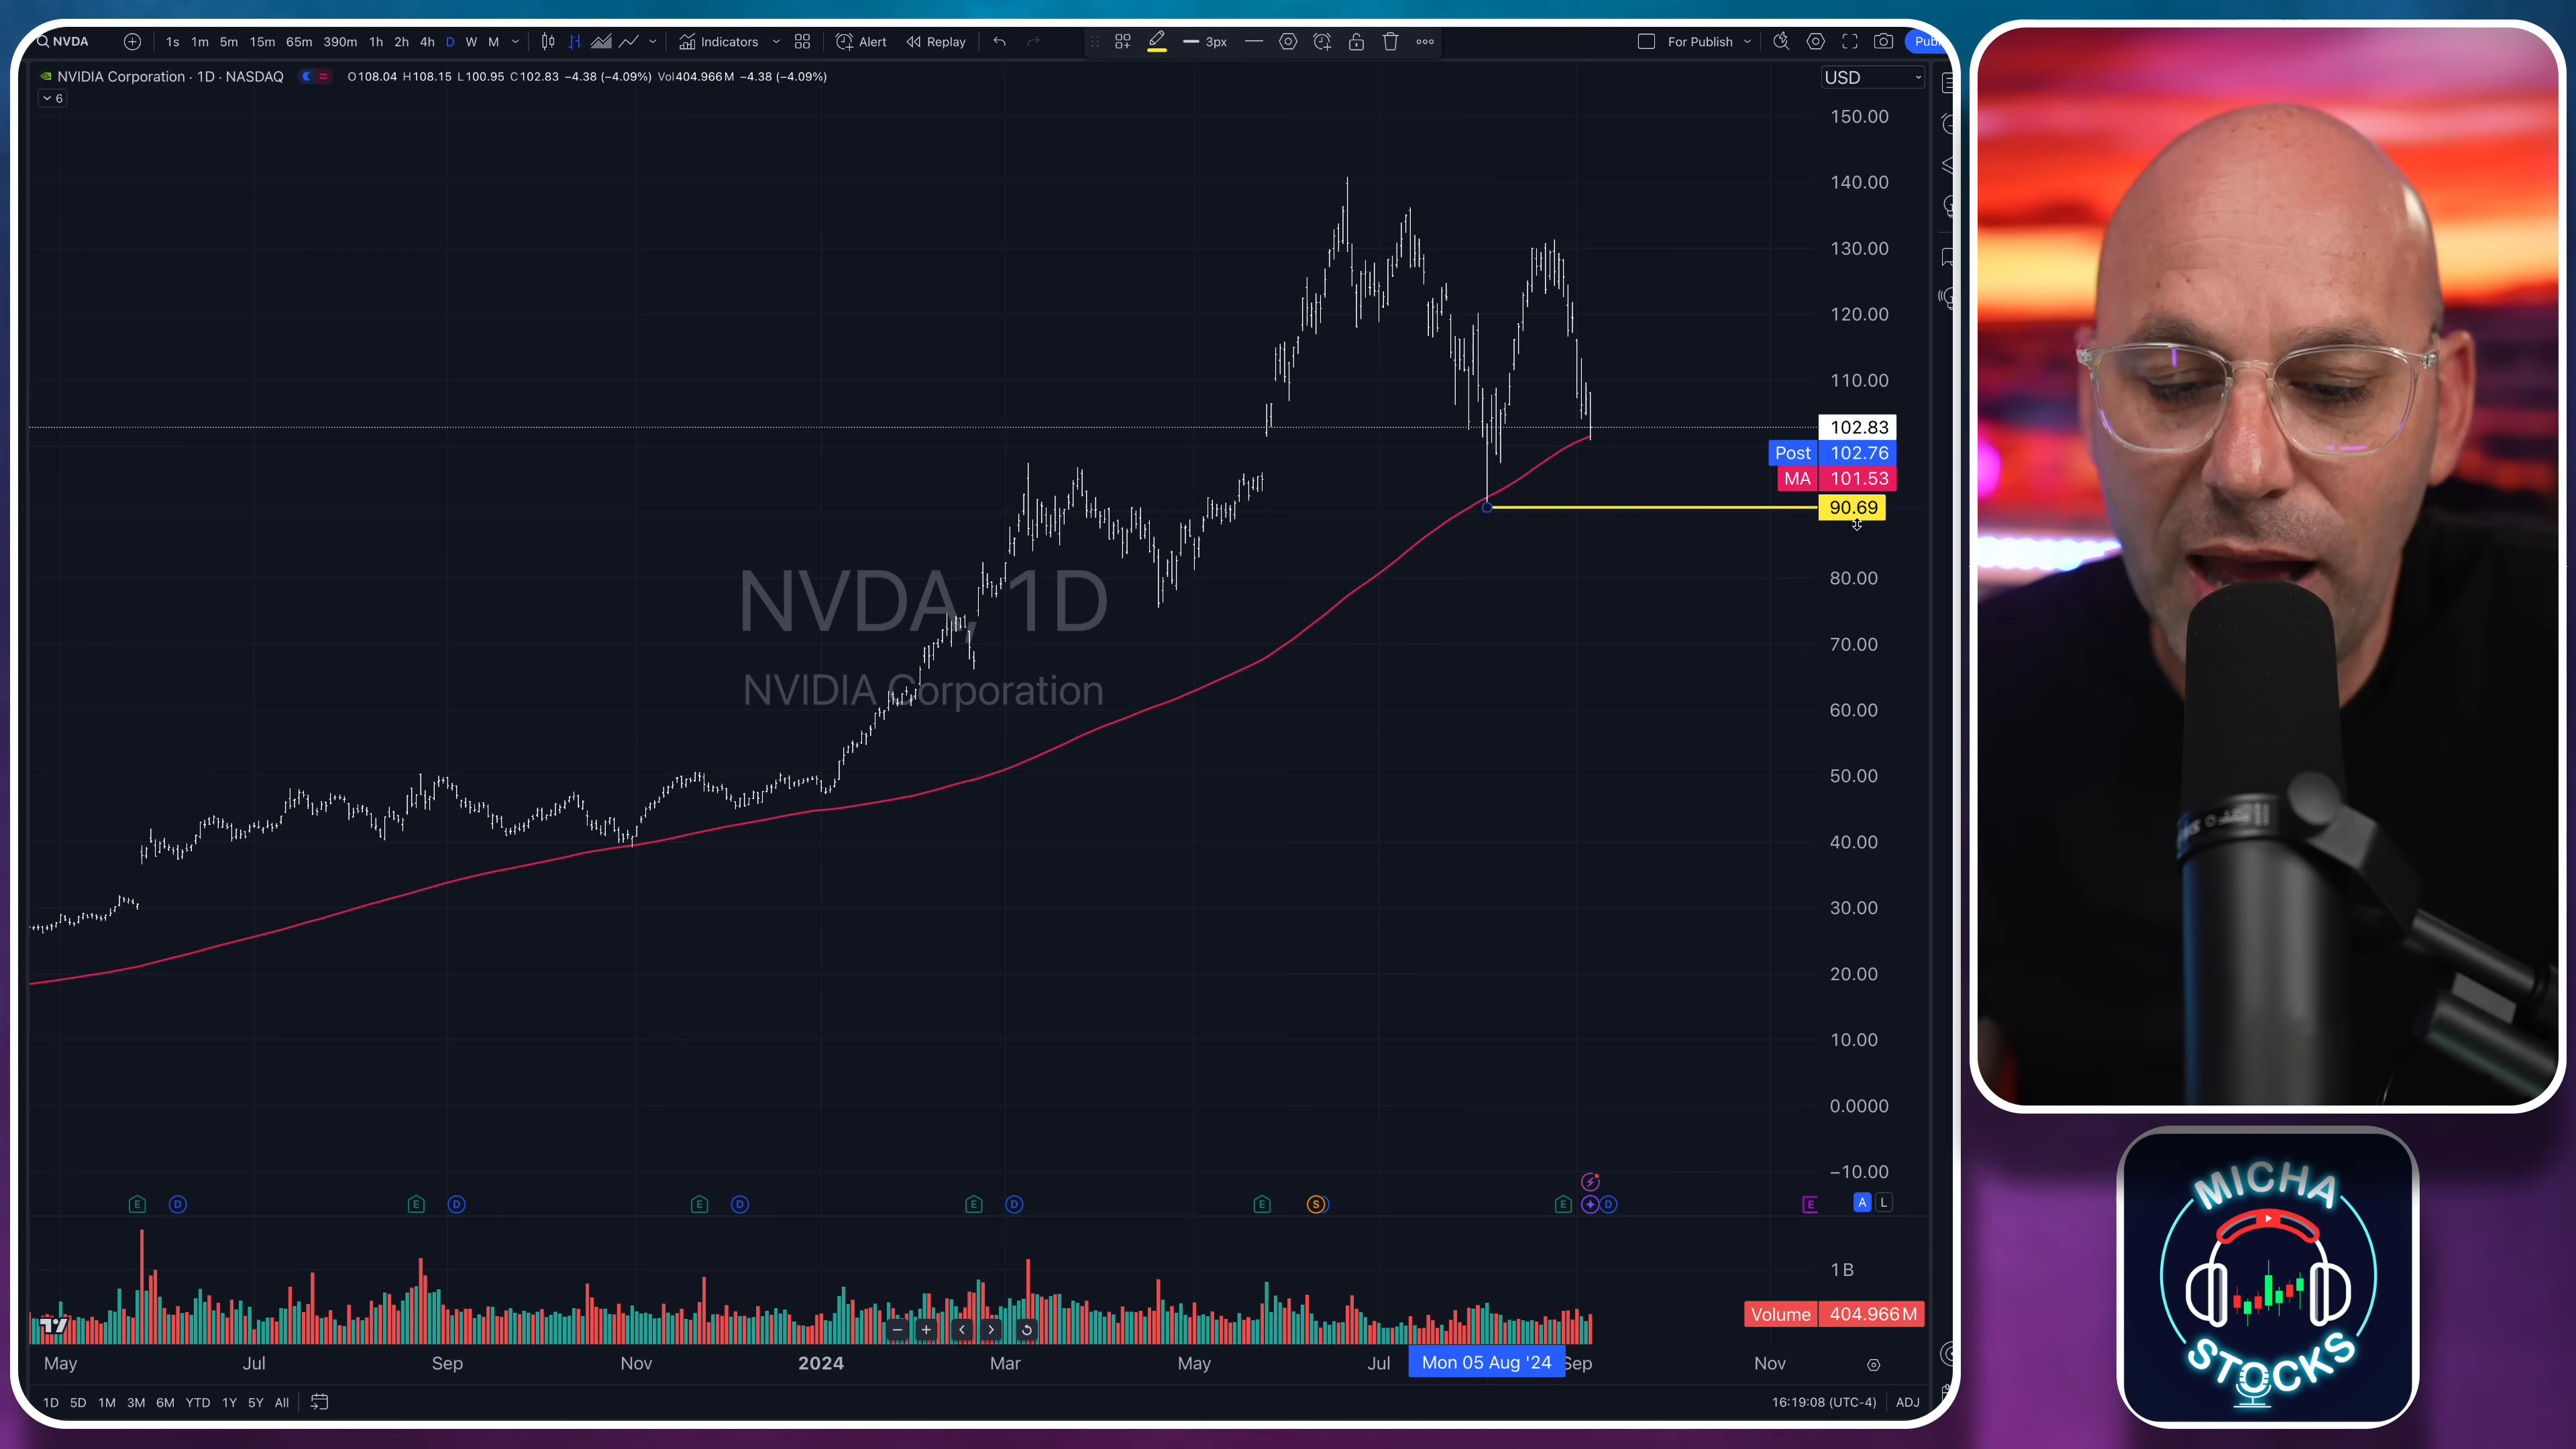 NVDA 1s 1m 5m 15m 65m 390m 1h 2h 4h D W M Indicators Alert Replay 3px For Publish
NVIDIA Corporation · 1D · NASDAQ O108.04 H108.15 L100.95 C102.83 −4.38 (−4.09%) Vol404.966M −4.38 (−4.09%) USD
6
150.00
140.00
130.00
120.00
110.00
102.83
Post 102.76
MA 101.53
90.69
80.00
70.00
60.00
50.00
40.00
30.00
20.00
10.00
0.0000
−10.00
NVDA, 1D
NVIDIA Corporation
E D E D E D E D E S E D E A L
1B
Volume 404.966M
May Jul Sep Nov 2024 Mar May Jul Mon 05 Aug '24 Sep Nov
1D 5D 1M 3M 6M YTD 1Y 5Y All 16:19:08 (UTC-4) ADJ
MICHA
STOCKS